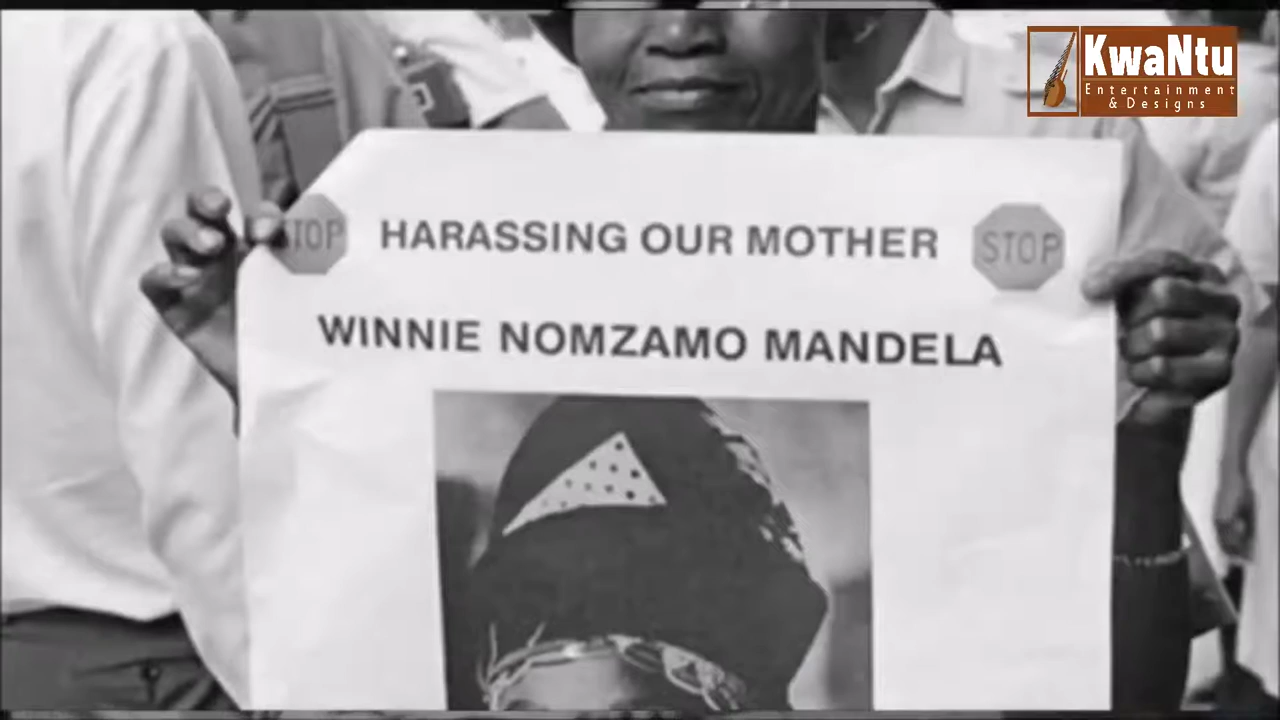 KwaNtu
Entertainment
& Designs
STOP HARASSING OUR MOTHER STOP
WINNIE NOMZAMO MANDELA